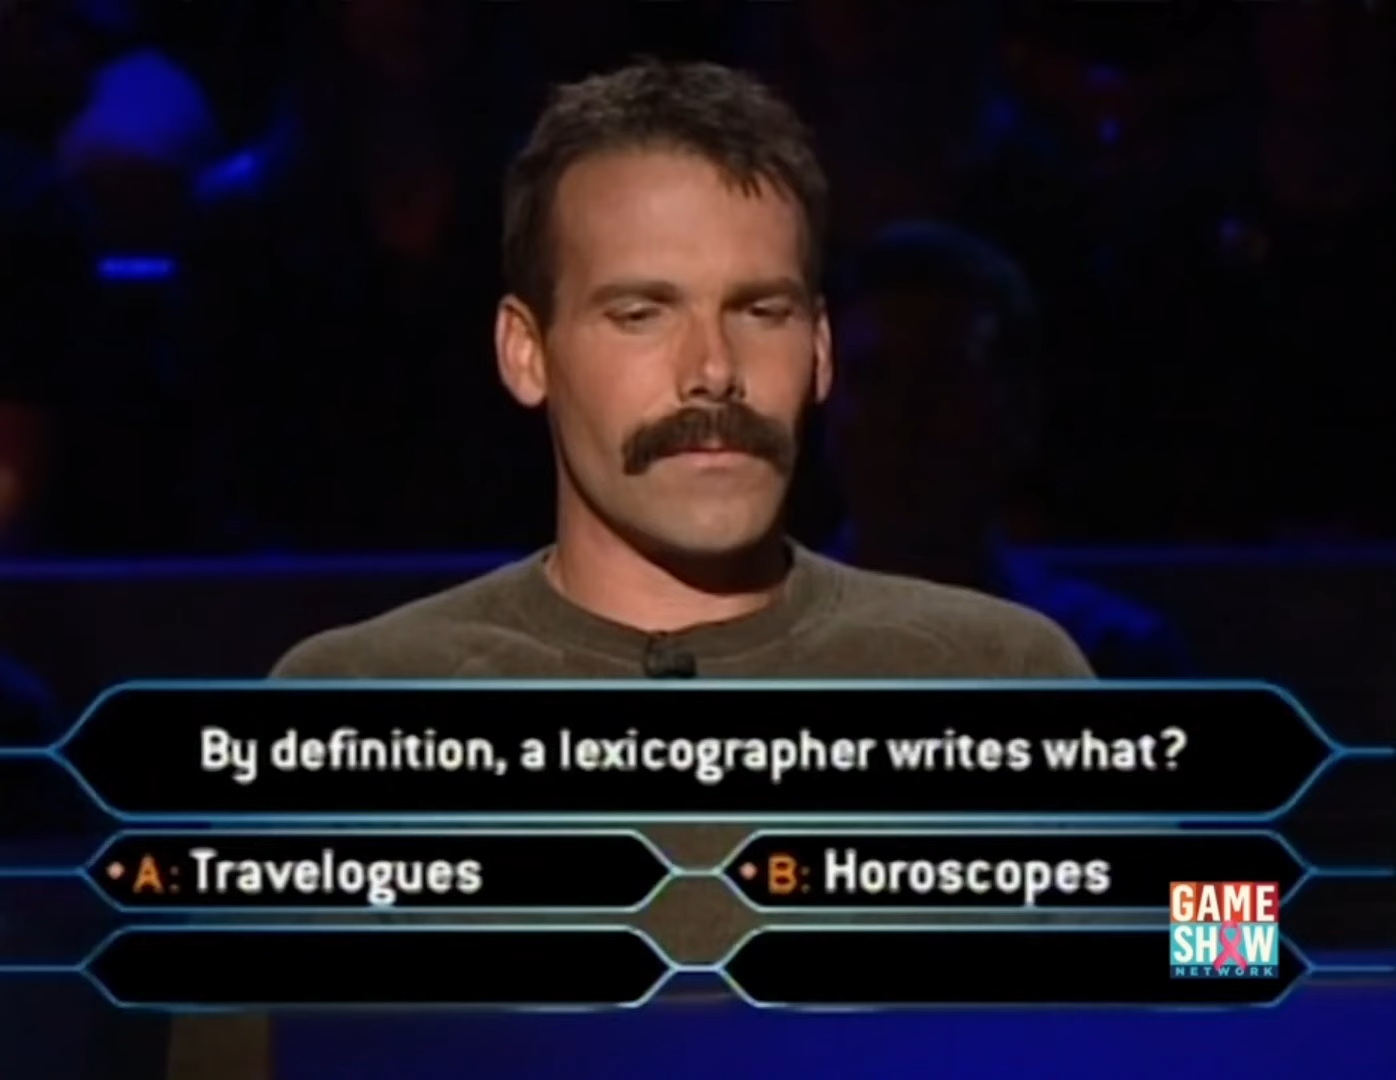 By definition, a lexicographer writes what?
A: Travelogues
B: Horoscopes
GAME
SHOW
NETWORK